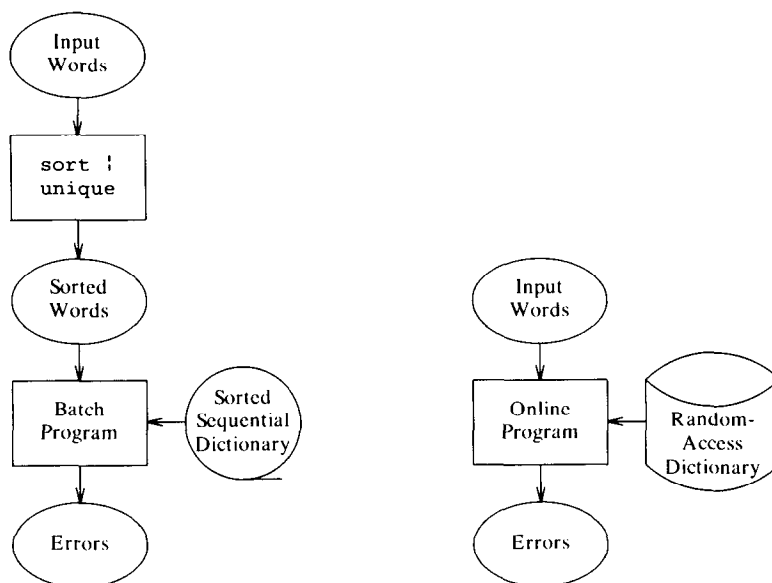 Input
Words
sort ¦
unique
Sorted
Words
Batch
Program
Sorted
Sequential
Dictionary
Errors
Input
Words
Online
Program
Random-
Access
Dictionary
Errors